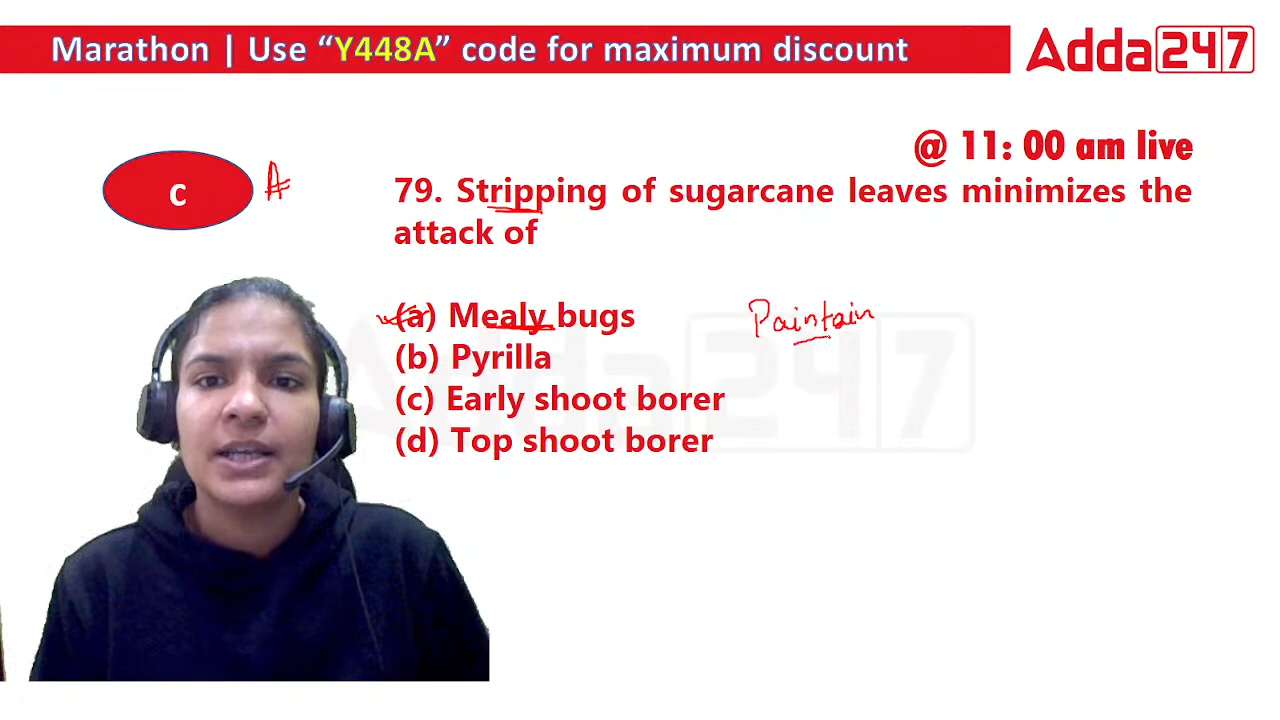 Marathon | Use “Y448A” code for maximum discount
Adda247
@ 11: 00 am live
C A
79. Stripping of sugarcane leaves minimizes the
attack of
(a) Mealy bugs Paintain
(b) Pyrilla
(c) Early shoot borer
(d) Top shoot borer